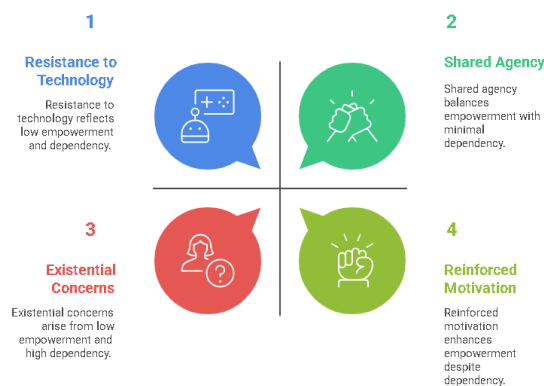 1
Resistance to
Technology
Resistance to
technology reflects
low empowerment
and dependency.
2
Shared Agency
Shared agency
balances
empowerment with
minimal
dependency.
3
Existential
Concerns
Existential concerns
arise from low
empowerment and
high dependency.
4
Reinforced
Motivation
Reinforced
motivation
enhances
empowerment
despite
dependency.
?